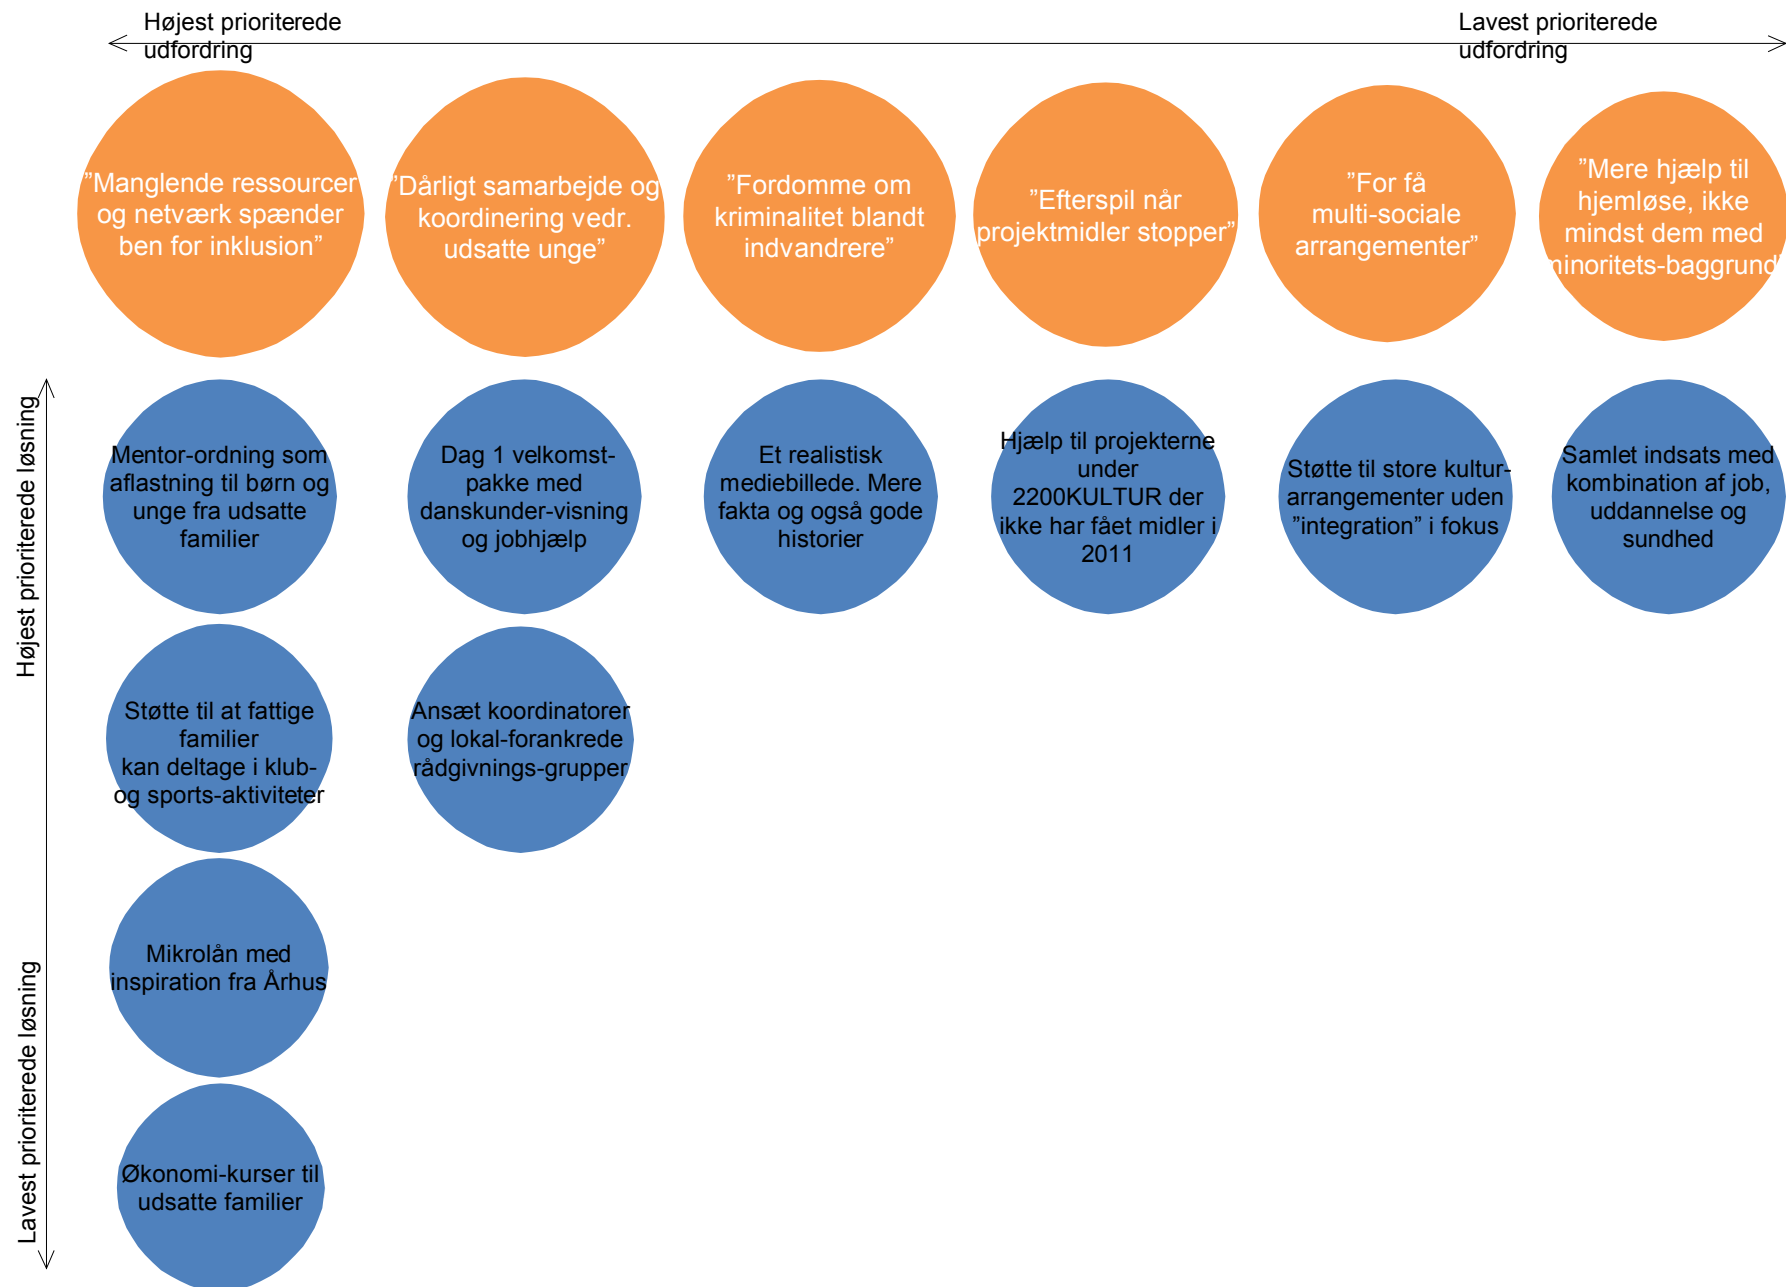 Højest prioriterede
udfordring
Lavest prioriterede
udfordring
”Manglende ressourcer
og netværk spænder
ben for inklusion”
”Dårligt samarbejde og
koordinering vedr.
udsatte unge”
”Fordomme om
kriminalitet blandt
indvandrere”
”Efterspil når
projektmidler stopper”
”For få
multi-sociale
arrangementer”
”Mere hjælp til
hjemløse, ikke
mindst dem med
minoritets-baggrund
Højest prioriterede løsning
Lavest prioriterede løsning
Mentor-ordning som
aflastning til børn og
unge fra udsatte
familier
Dag 1 velkomst-
pakke med
danskunder-visning
og jobhjælp
Et realistisk
mediebillede. Mere
fakta og også gode
historier
Hjælp til projekterne
under
2200KULTUR der
ikke har fået midler i
2011
Støtte til store kultur-
arrangementer uden
”integration” i fokus
Samlet indsats med
kombination af job,
uddannelse og
sundhed
Støtte til at fattige
familier
kan deltage i klub-
og sports-aktiviteter
Ansæt koordinatorer
og lokal-forankrede
rådgivnings-grupper
Mikrolån med
inspiration fra Århus
Økonomi-kurser til
udsatte familier